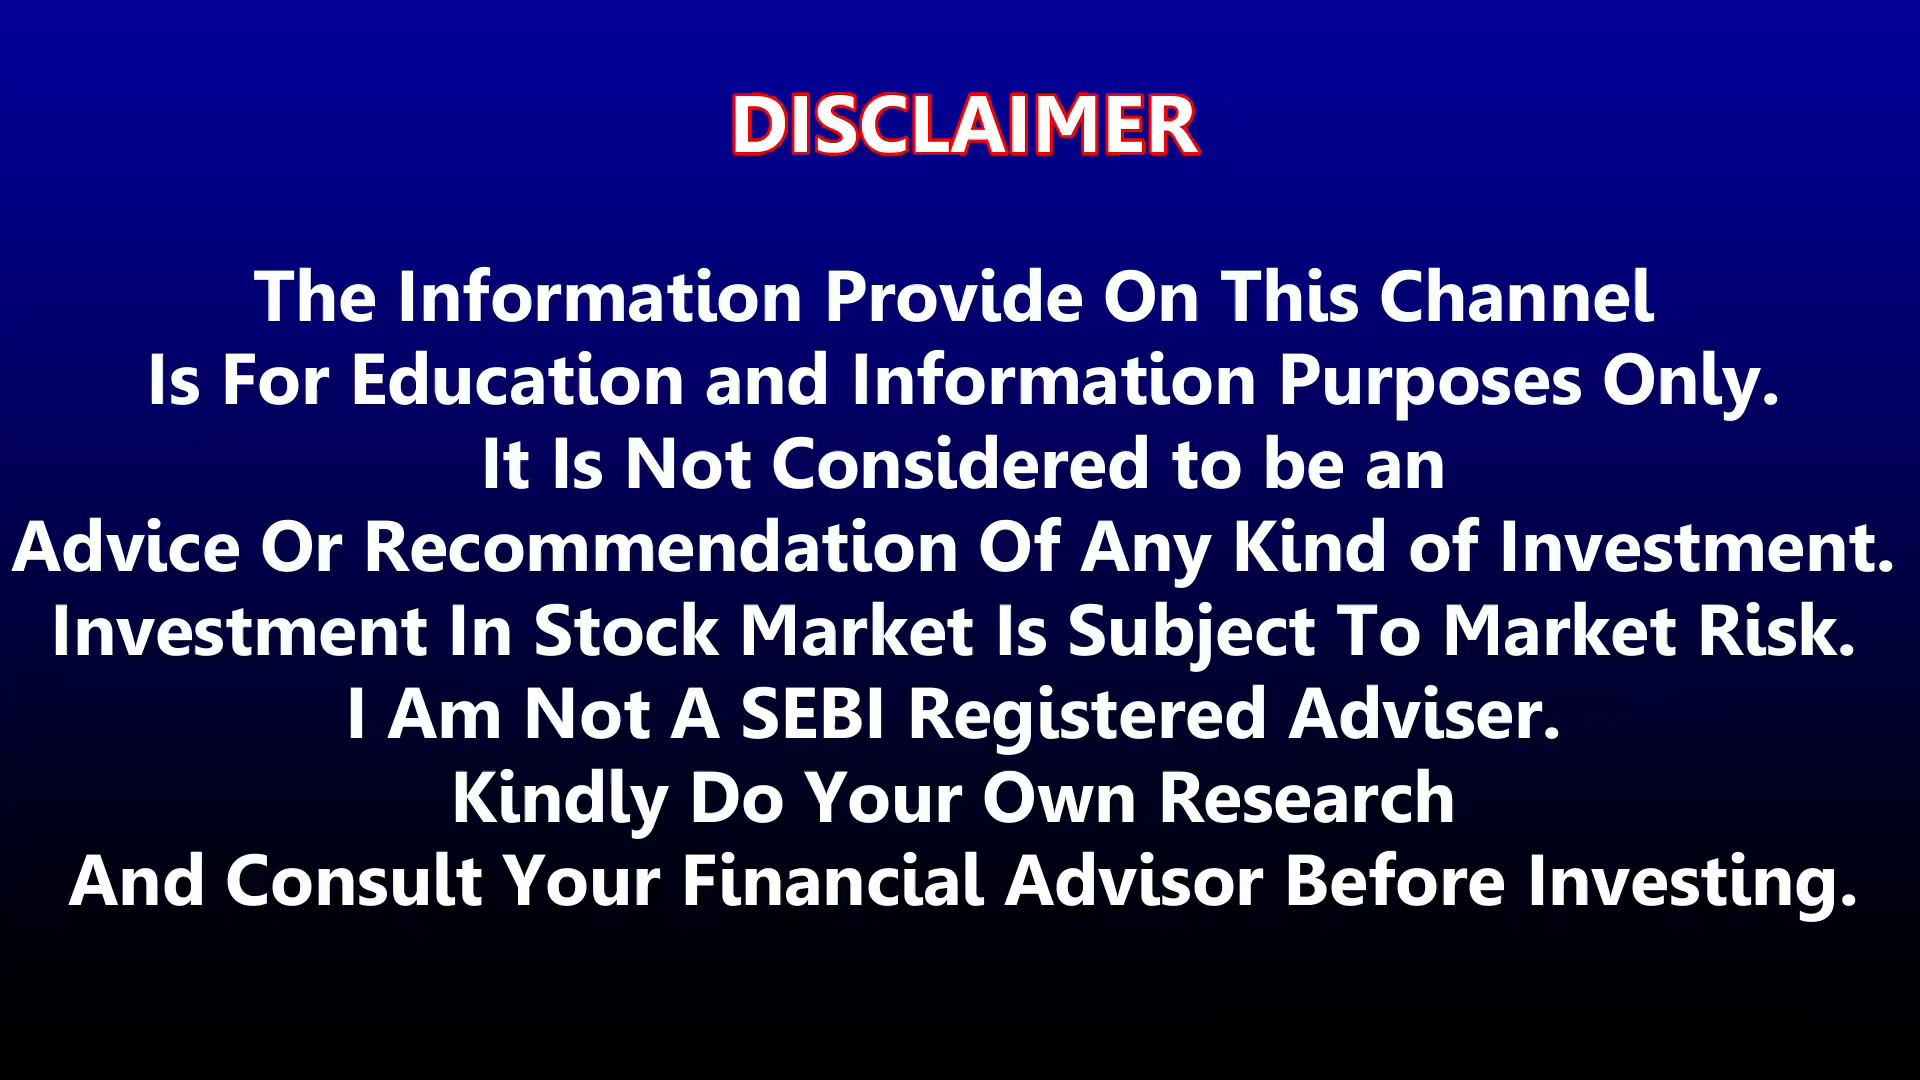 DISCLAIMER
The Information Provide On This Channel
Is For Education and Information Purposes Only.
It Is Not Considered to be an
Advice Or Recommendation Of Any Kind of Investment.
Investment In Stock Market Is Subject To Market Risk.
I Am Not A SEBI Registered Adviser.
Kindly Do Your Own Research
And Consult Your Financial Advisor Before Investing.